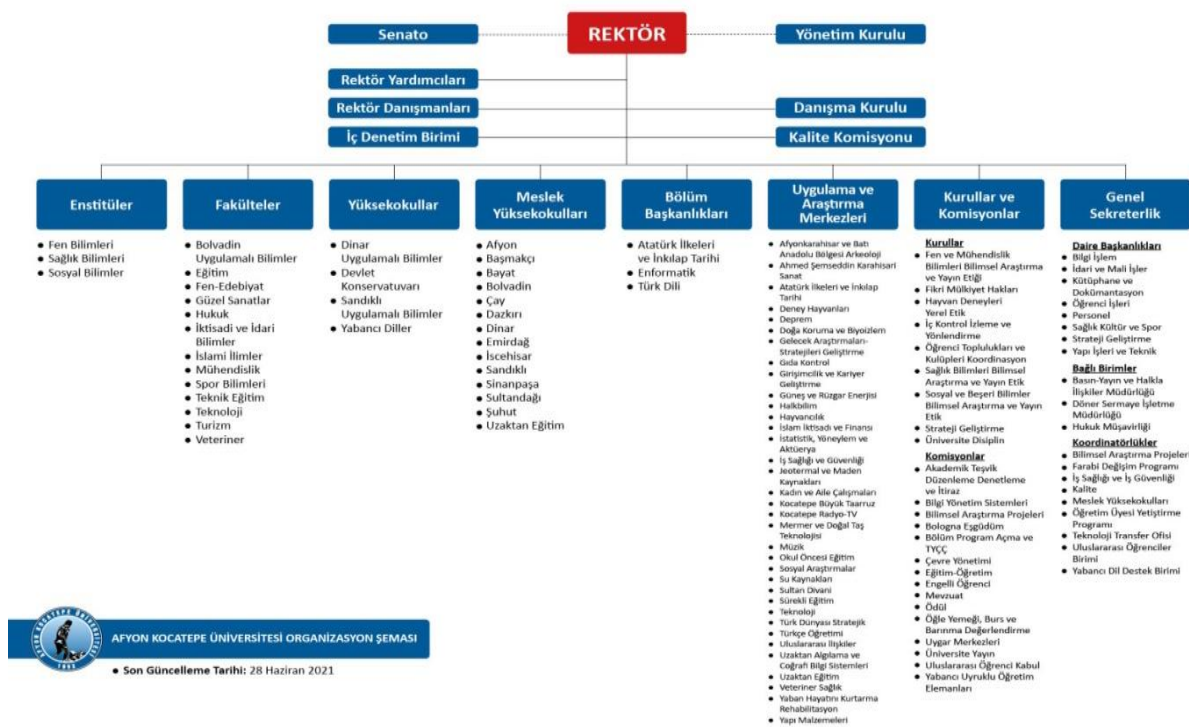 Senato
REKTÖR
Yönetim Kurulu
Rektör Yardımcıları
Rektör Danışmanları
Danışma Kurulu
İç Denetim Birimi
Kalite Komisyonu
Enstitüler
● Fen Bilimleri
● Sağlık Bilimleri
● Sosyal Bilimler
Fakülteler
● Bolvadin
Uygulamalı Bilimler
● Eğitim
● Fen-Edebiyat
● Güzel Sanatlar
● Hukuk
● İktisadi ve İdari
Bilimler
● İslami İlimler
● Mühendislik
● Spor Bilimleri
● Teknik Eğitim
● Teknoloji
● Turizm
● Veteriner
Yüksekokullar
● Dinar
Uygulamalı Bilimler
● Devlet
Konservatuvarı
● Sandıklı
Uygulamalı Bilimler
● Yabancı Diller
Meslek
Yüksekokulları
● Afyon
● Başmakçı
● Bayat
● Bolvadin
● Çay
● Dazkırı
● Dinar
● Emirdağ
● İscehisar
● Sandıklı
● Sinanpaşa
● Sultandağı
● Şuhut
● Uzaktan Eğitim
Bölüm
Başkanlıkları
● Atatürk İlkeleri
ve İnkılap Tarihi
● Enformatik
● Türk Dili
Uygulama ve
Araştırma
Merkezleri
● Afyonkarahisar ve Batı
Anadolu Bölgesi Arkeoloji
● Ahmed Şemseddin Karahisari
Sanat
● Atatürk İlkeleri ve İnkılap
Tarihi
● Deney Hayvanları
● Deprem
● Doğa Koruma ve Biyoizlem
● Gelecek Araştırmaları-
Stratejileri Geliştirme
● Gıda Kontrol
● Girişimcilik ve Kariyer
Geliştirme
● Güneş ve Rüzgar Enerjisi
● Halkbilim
● Hayvancılık
● İslam İktisadı ve Finansı
● İstatistik, Yöneylem ve
Aktüerya
● İş Sağlığı ve Güvenliği
● Jeotermal ve Maden
Kaynakları
● Kadın ve Aile Çalışmaları
● Kocatepe Büyük Taarruz
● Kocatepe Radyo-TV
● Mermer ve Doğal Taş
Teknolojisi
● Müzik
● Okul Öncesi Eğitim
● Sosyal Araştırmalar
● Su Kaynakları
● Sultan Divani
● Sürekli Eğitim
● Teknoloji
● Türk Dünyası Stratejik
● Türkçe Öğretimi
● Uluslararası İlişkiler
● Uzaktan Algılama ve
Coğrafi Bilgi Sistemleri
● Uzaktan Eğitim
● Veteriner Sağlık
● Yaban Hayatını Kurtarma
Rehabilitasyon
● Yapı Malzemeleri
Kurullar ve
Komisyonlar
Kurullar
● Fen ve Mühendislik
Bilimleri Bilimsel Araştırma
ve Yayın Etiği
● Fikri Mülkiyet Hakları
● Hayvan Deneyleri
Yerel Etik
● İç Kontrol İzleme ve
Yönlendirme
● Öğrenci Toplulukları ve
Kulüpleri Koordinasyon
● Sağlık Bilimleri Bilimsel
Araştırma ve Yayın Etik
● Sosyal ve Beşeri Bilimler
Bilimsel Araştırma ve Yayın
Etik
● Strateji Geliştirme
● Üniversite Disiplin
Komisyonlar
● Akademik Teşvik
Düzenleme Denetleme
ve İtiraz
● Bilgi Yönetim Sistemleri
● Bilimsel Araştırma Projeleri
● Bologna Eşgüdüm
● Bölüm Program Açma ve
TYÇÇ
● Çevre Yönetimi
● Eğitim-Öğretim
● Engelli Öğrenci
● Mevzuat
● Ödül
● Öğle Yemeği, Burs ve
Barınma Değerlendirme
● Uygar Merkezleri
● Üniversite Yayın
● Uluslararası Öğrenci Kabul
● Yabancı Uyruklu Öğretim
Elemanları
Genel
Sekreterlik
Daire Başkanlıkları
● Bilgi İşlem
● İdari ve Mali İşler
● Kütüphane ve
Dokümantasyon
● Öğrenci İşleri
● Personel
● Sağlık Kültür ve Spor
● Strateji Geliştirme
● Yapı İşleri ve Teknik
Bağlı Birimler
● Basın-Yayın ve Halkla
İlişkiler Müdürlüğü
● Döner Sermaye İşletme
Müdürlüğü
● Hukuk Müşavirliği
Koordinatörlükler
● Bilimsel Araştırma Projeleri
● Farabi Değişim Programı
● İş Sağlığı ve İş Güvenliği
● Kalite
● Meslek Yüksekokulları
● Öğretim Üyesi Yetiştirme
Programı
● Teknoloji Transfer Ofisi
● Uluslararası Öğrenciler
Birimi
● Yabancı Dil Destek Birimi
AFYON KOCATEPE ÜNİVERSİTESİ
1992
AFYON KOCATEPE ÜNİVERSİTESİ ORGANİZASYON ŞEMASI
● Son Güncelleme Tarihi: 28 Haziran 2021